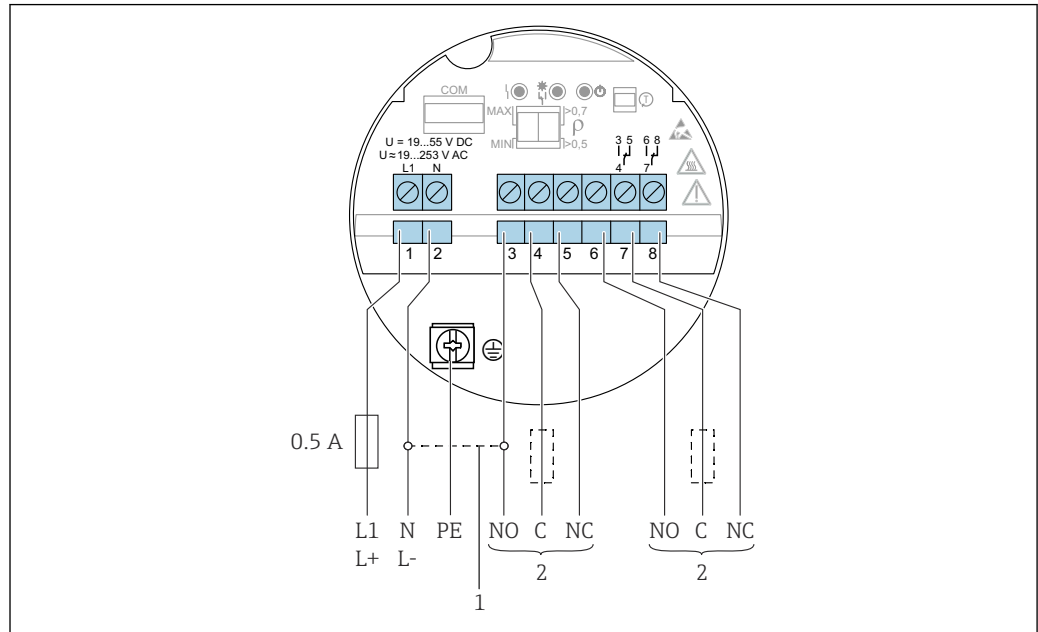 COM
MAX >0,7
ρ
MIN >0,5
T
U = 19...55 V DC
U ≈ 19...253 V AC
L1 N
3 5 6 8
4 7
1 2 3 4 5 6 7 8
0.5 A
L1 N PE NO C NC NO C NC
L+ L- 2 2
1